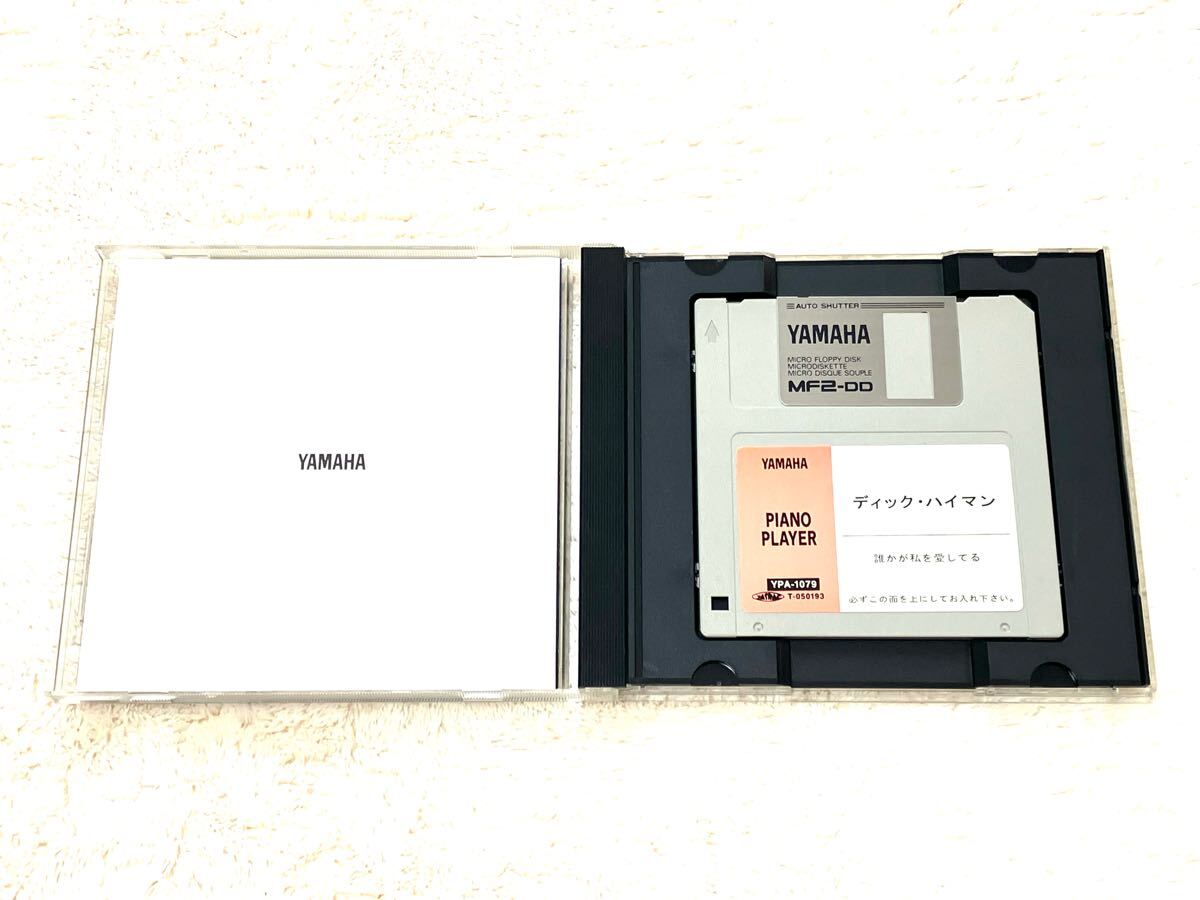 YAMAHA
AUTO SHUTTER
YAMAHA
MICRO FLOPPY DISK
MICRODISKETTE
MICRO DISQUE SOUPLE
MF2-DD
YAMAHA
PIANO
PLAYER
YPA-1079
T-050193
ディック・ハイマン
誰かが私を愛してる
必ずこの面を上にしてお入れ下さい。